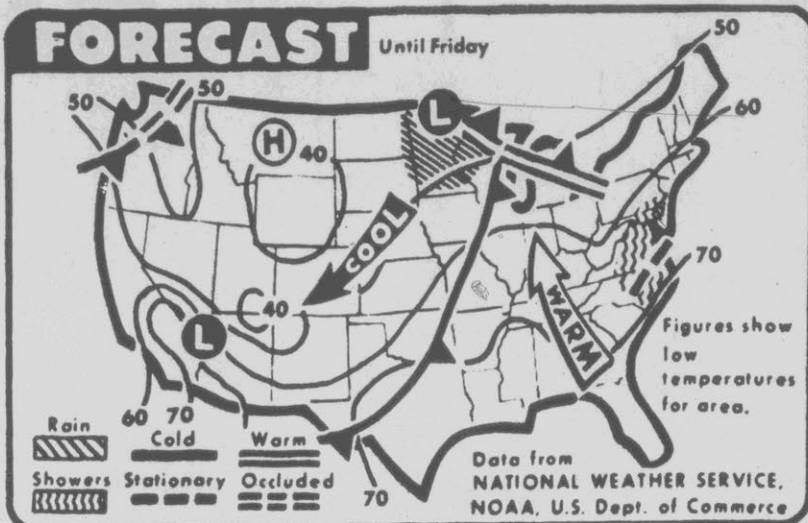 FORECAST Until Friday
50
50
50
60
L
H 40
COOL
40
L
WARM
70
Figures show
low
temperatures
for area.
60 70
70
Rain Cold Warm
Showers Stationary Occluded
Data from
NATIONAL WEATHER SERVICE,
NOAA, U.S. Dept. of Commerce